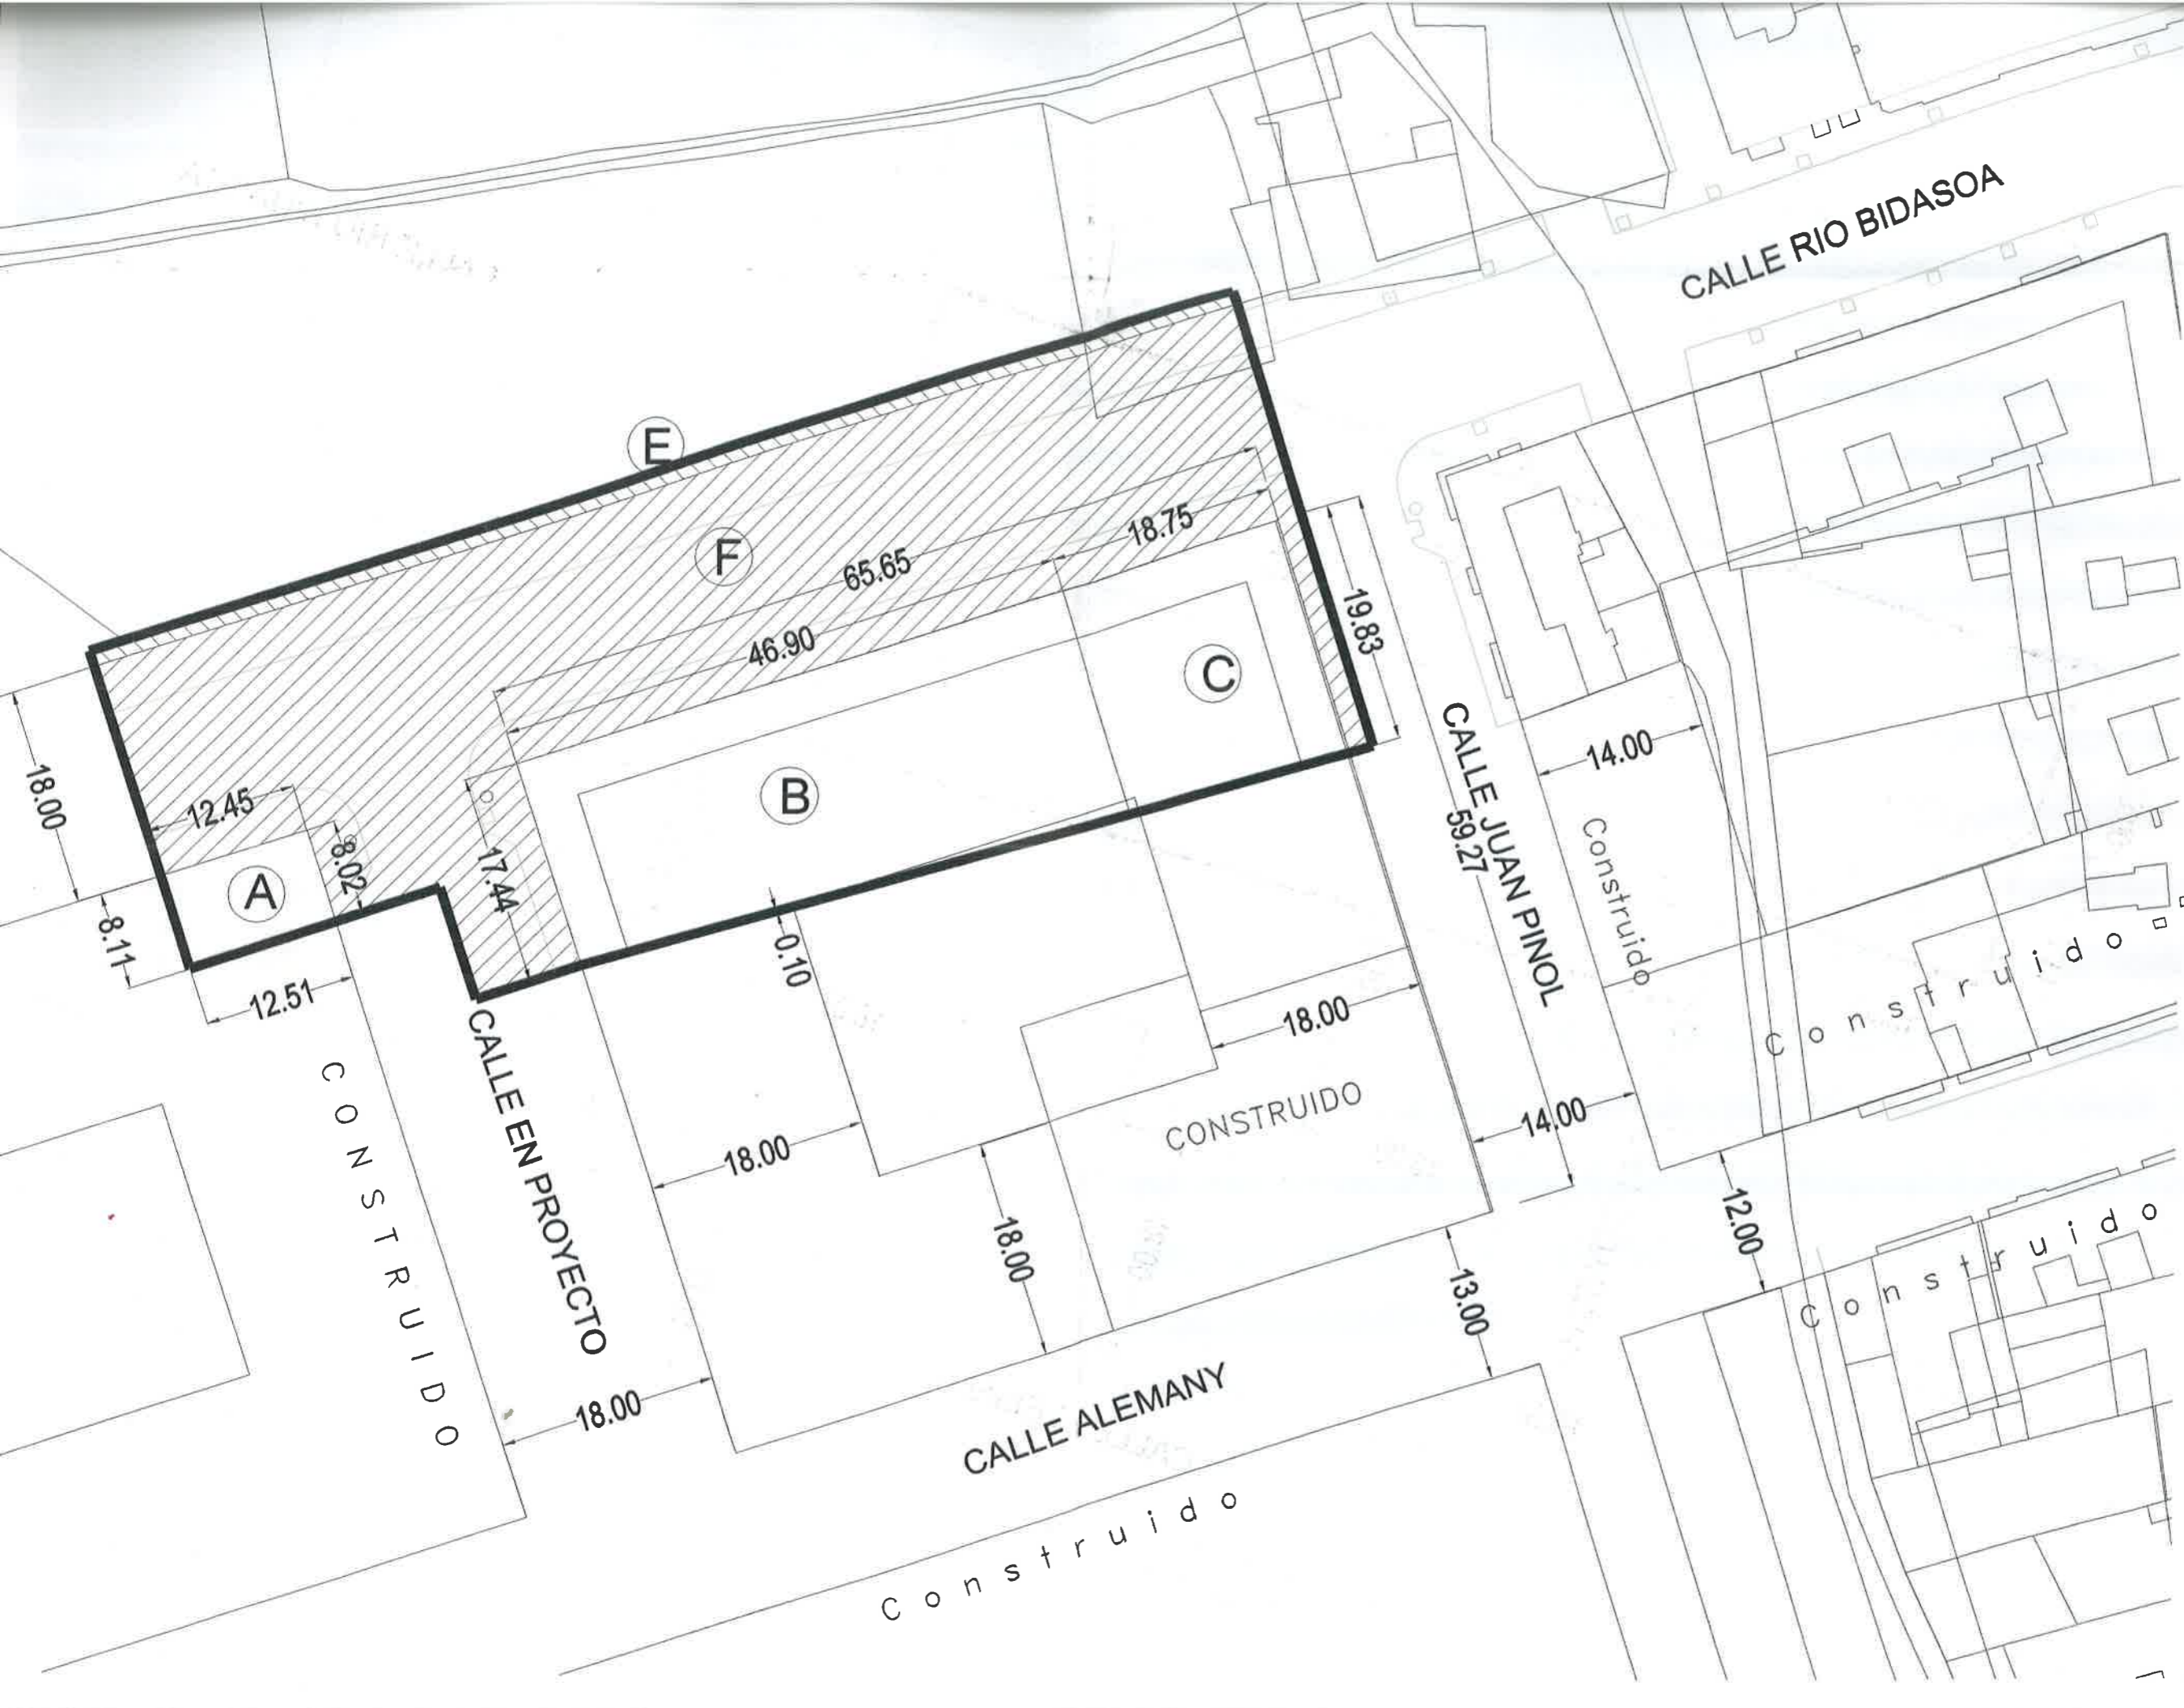 CALLE RIO BIDASOA
E
F
18.75
65.65
46.90
19.83
C
B
18.00
12.45
8.02
A
17.44
8.11
12.51
0.10
CALLE JUAN PINOL
59.27
14.00
Construido
Construido
CALLE EN PROYECTO
CONSTRUIDO
18.00
18.00
CONSTRUIDO
14.00
18.00
12.00
13.00
Construido
18.00
CALLE ALEMANY
Construido